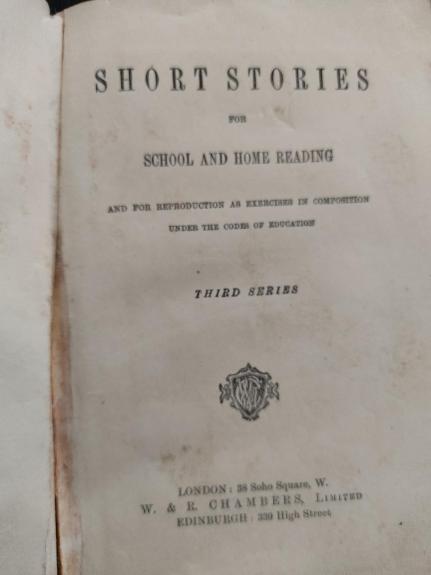 SHORT STORIES
FOR
SCHOOL AND HOME READING
AND FOR REPRODUCTION AS EXERCISES IN COMPOSITION
UNDER THE CODES OF EDUCATION
THIRD SERIES
LONDON: 38 Soho Square, W.
W. & R. CHAMBERS, LIMITED
EDINBURGH: 339 High Street